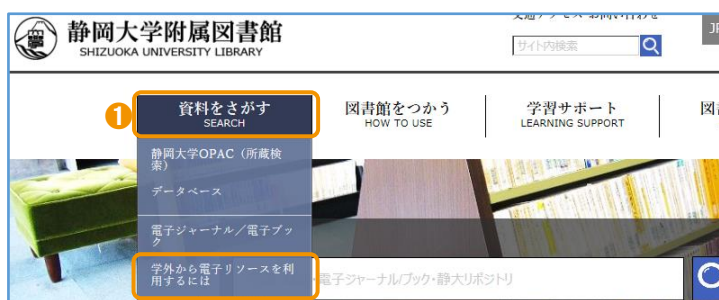 静岡大学附属図書館
SHIZUOKA UNIVERSITY LIBRARY
サイト内検索
JP
1
資料をさがす
SEARCH
図書館をつかう
HOW TO USE
学習サポート
LEARNING SUPPORT
図
静岡大学OPAC（所蔵検
索）
データベース
電子ジャーナル／電子ブッ
ク
学外から電子リソースを利
用するには
・電子ジャーナル/ブック・静大リポジトリ